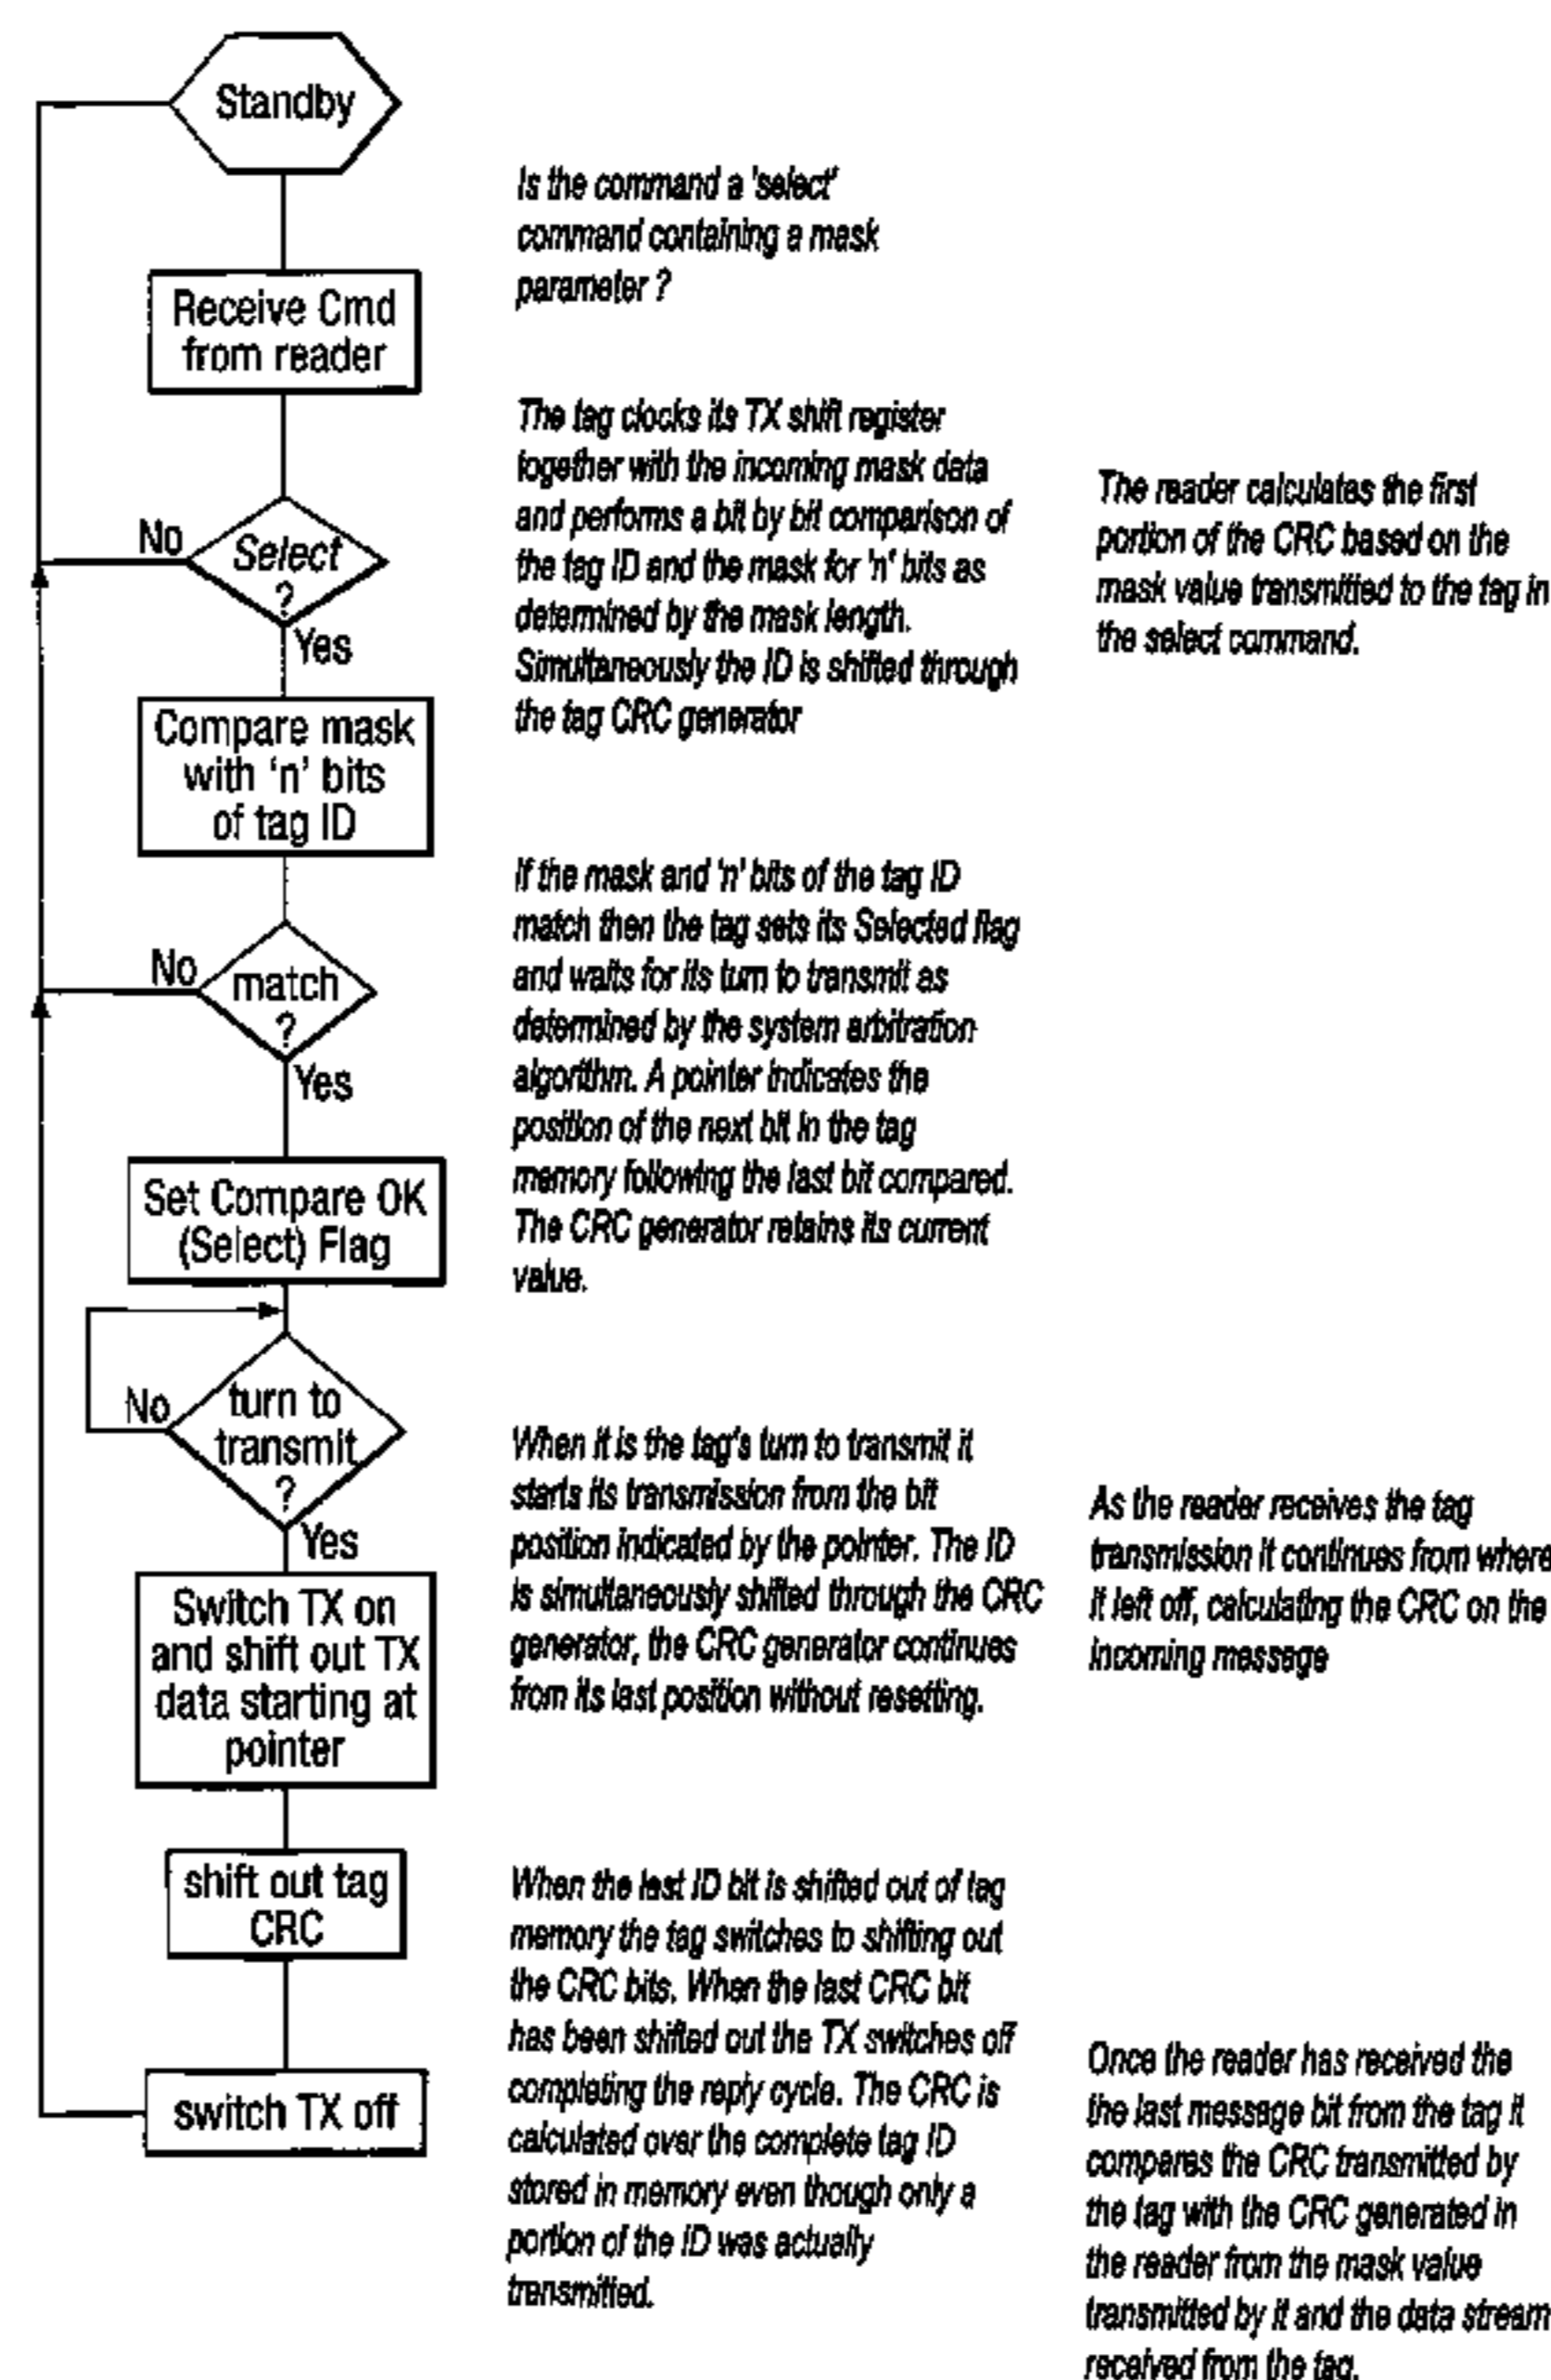 Standby
Is the command a 'select'
command containing a mask
parameter ?
Receive Cmd
from reader
The tag clocks its TX shift register
together with the incoming mask data
and performs a bit by bit comparison of
the tag ID and the mask for 'n' bits as
determined by the mask length.
Simultaneously the ID is shifted through
the tag CRC generator
The reader calculates the first
portion of the CRC based on the
mask value transmitted to the tag in
the select command.
No
Select
?
Yes
Compare mask
with 'n' bits
of tag ID
If the mask and 'n' bits of the tag ID
match then the tag sets its Selected flag
and waits for its turn to transmit as
determined by the system arbitration
algorithm. A pointer indicates the
position of the next bit in the tag
memory following the last bit compared.
The CRC generator retains its current
value.
No
match
?
Yes
Set Compare OK
(Select) Flag
No
turn to
transmit
?
Yes
When it is the tag's turn to transmit it
starts its transmission from the bit
position indicated by the pointer. The ID
is simultaneously shifted through the CRC
generator, the CRC generator continues
from its last position without resetting.
As the reader receives the tag
transmission it continues from where
it left off, calculating the CRC on the
incoming message
Switch TX on
and shift out TX
data starting at
pointer
shift out tag
CRC
When the last ID bit is shifted out of tag
memory the tag switches to shifting out
the CRC bits. When the last CRC bit
has been shifted out the TX switches off
completing the reply cycle. The CRC is
calculated over the complete tag ID
stored in memory even though only a
portion of the ID was actually
transmitted.
switch TX off
Once the reader has received the
the last message bit from the tag it
compares the CRC transmitted by
the tag with the CRC generated in
the reader from the mask value
transmitted by it and the data stream
received from the tag.